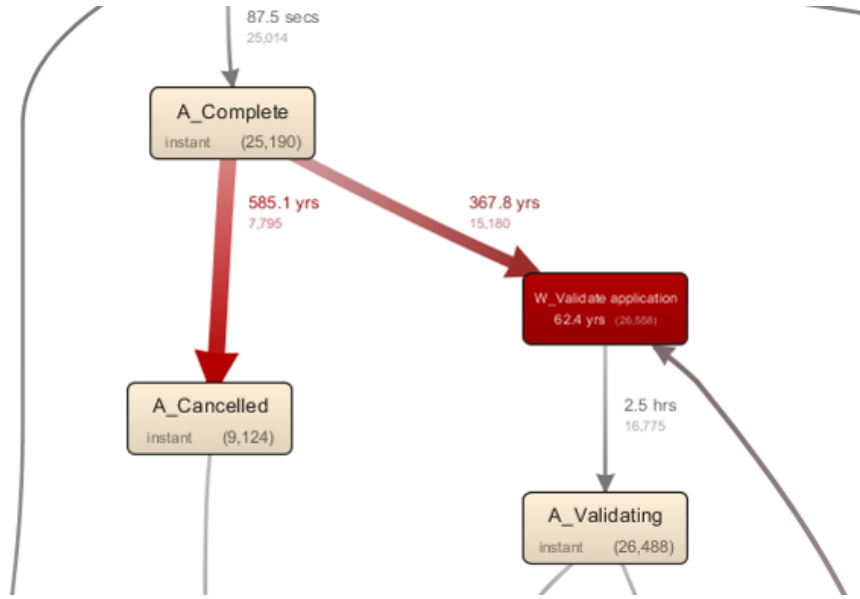 87.5 secs
25,014
A_Complete
instant (25,190)
585.1 yrs
7,795
367.8 yrs
15,180
W_Validate application
62.4 yrs (26,558)
A_Cancelled
instant (9,124)
2.5 hrs
16,775
A_Validating
instant (26,488)